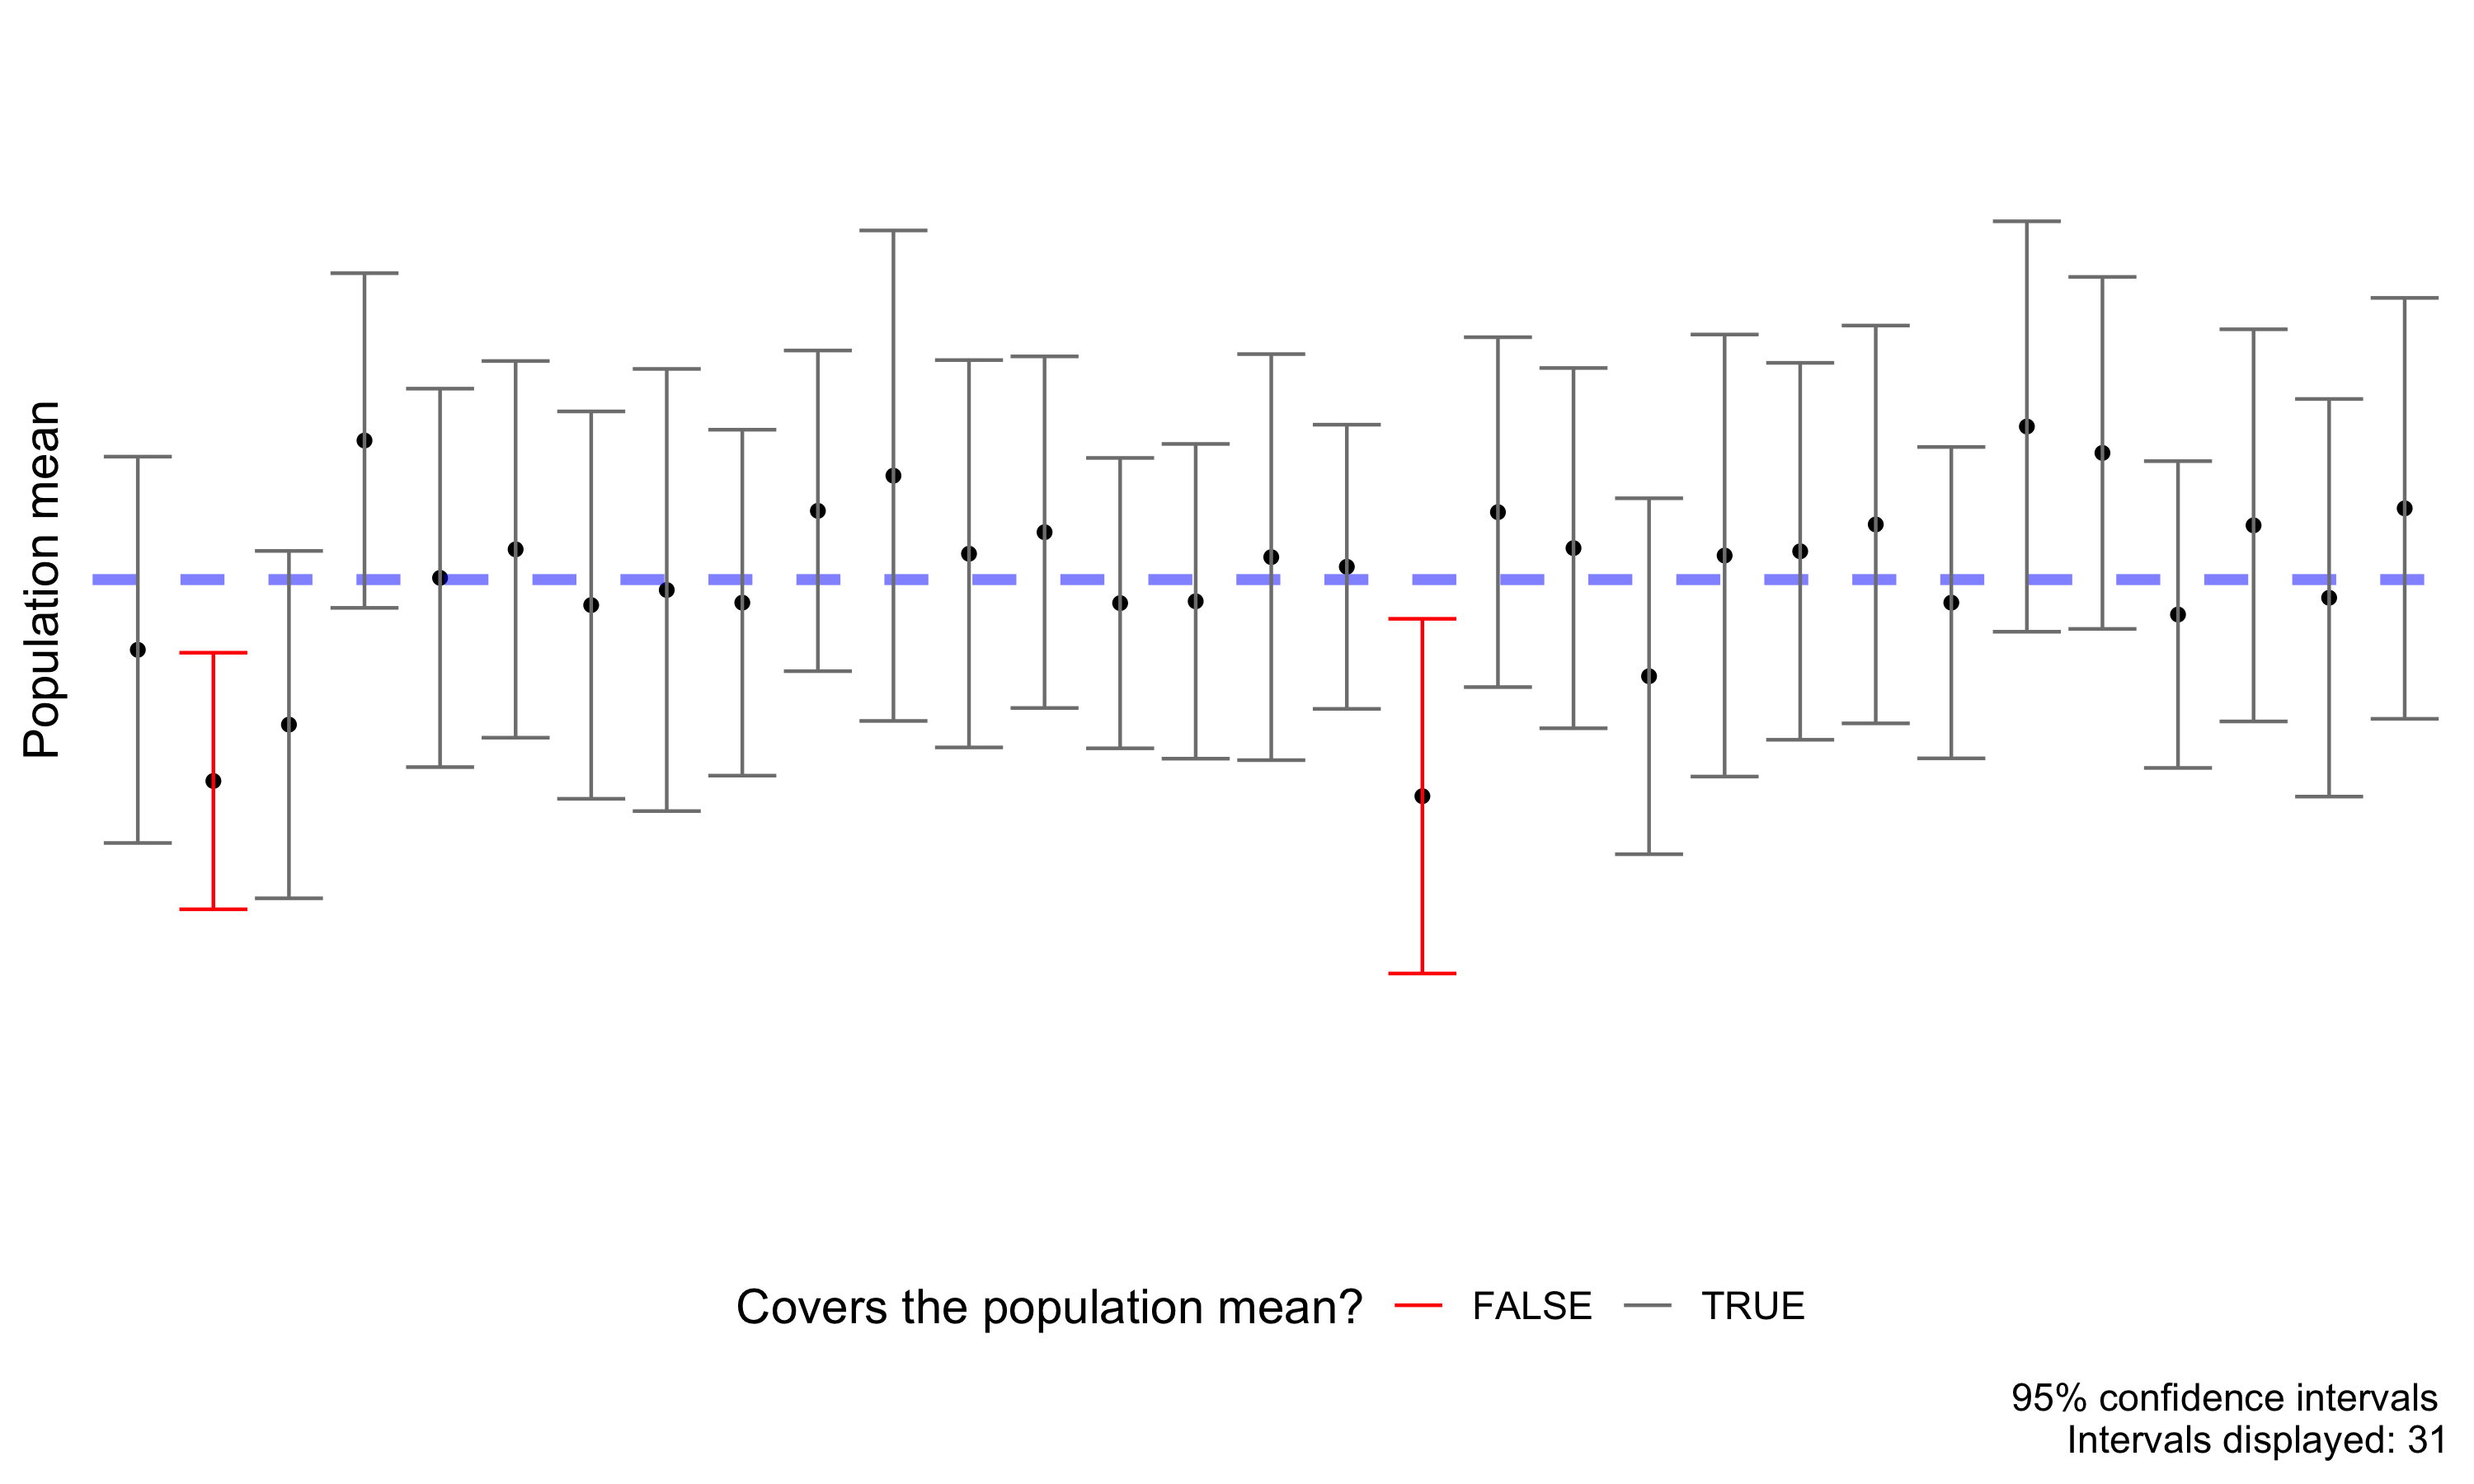 Population mean
Covers the population mean? FALSE TRUE
95% confidence intervals
Intervals displayed: 31